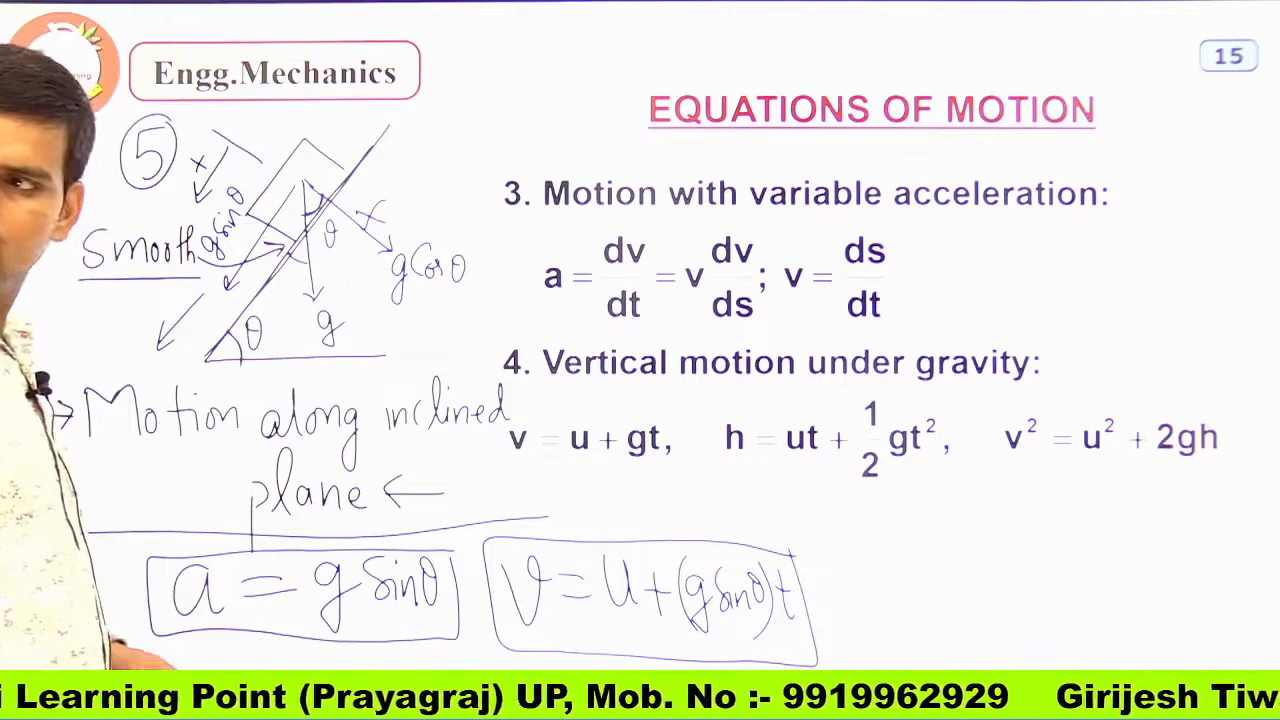 Engg.Mechanics
15
EQUATIONS OF MOTION
5
x
g sinθ
Smooth
θ
x
g Cosθ
θ
g
3. Motion with variable acceleration:
a = dv/dt = v dv/ds ; v = ds/dt
4. Vertical motion under gravity:
v = u + gt, h = ut + 1/2 gt², v² = u² + 2gh
→ Motion along inclined
plane ←
a = g sinθ
v = u + (g sinθ) t
i Learning Point (Prayagraj) UP, Mob. No :- 9919962929 Girijesh Tiw